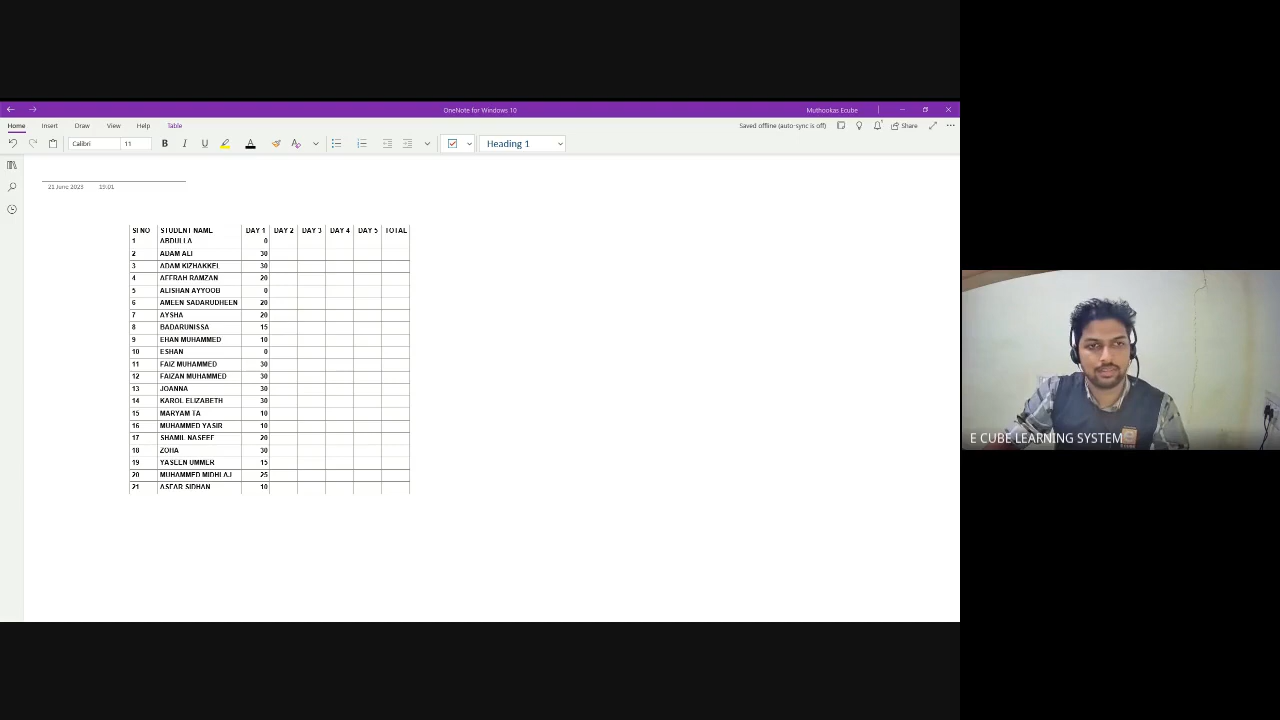 OneNote for Windows 10
Muthookas Ecube
Home Insert Draw View Help Table
Saved offline (auto-sync is off)
Share
Calibri 11 B I U A Heading 1
21 June 2023 19:01
SI NO STUDENT NAME DAY 1 DAY 2 DAY 3 DAY 4 DAY 5 TOTAL
1 ABDULLA 0
2 ADAM ALI 30
3 ADAM KIZHAKKEL 30
4 AFFRAH RAMZAN 20
5 ALISHAN AYYOOB 0
6 AMEEN SADARUDHEEN 20
7 AYSHA 20
8 BADARUNISSA 15
9 EHAN MUHAMMED 10
10 ESHAN 0
11 FAIZ MUHAMMED 30
12 FAIZAN MUHAMMED 30
13 JOANNA 30
14 KAROL ELIZABETH 30
15 MARYAM TA 10
16 MUHAMMED YASIR 10
17 SHAMIL NASEEF 20
18 ZOHA 30
19 YASEEN UMMER 15
20 MUHAMMED MIDHLAJ 25
21 ASFAR SIDHAN 10
E CUBE LEARNING SYSTEM